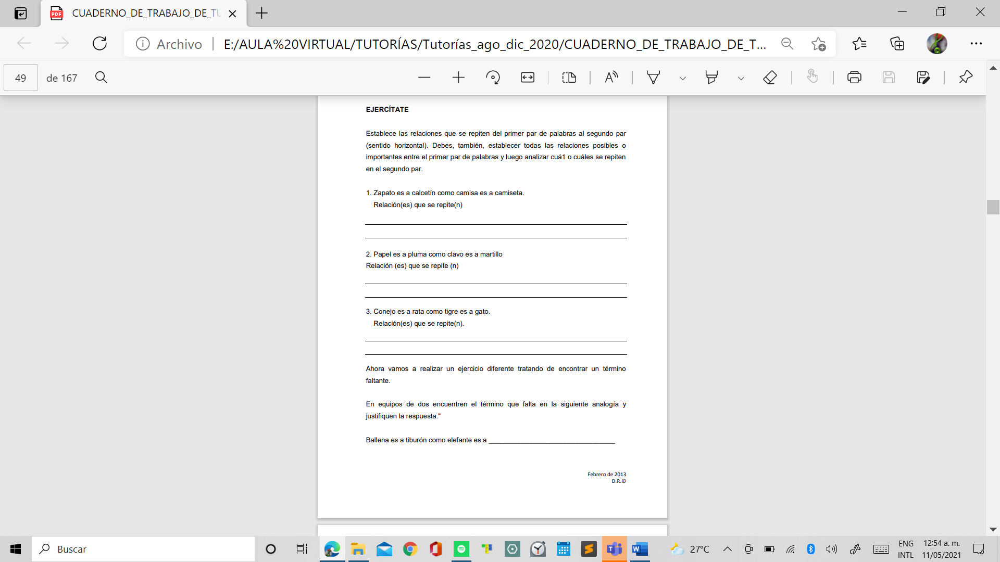 CUADERNO_DE_TRABAJO_DE_TU
Archivo
E:/AULA%20VIRTUAL/TUTORÍAS/Tutorías_ago_dic_2020/CUADERNO_DE_TRABAJO_DE_T...
49
de 167
EJERCÍTATE
Establece las relaciones que se repiten del primer par de palabras al segundo par
(sentido horizontal). Debes, también, establecer todas las relaciones posibles o
importantes entre el primer par de palabras y luego analizar cuá1 o cuáles se repiten
en el segundo par.
1. Zapato es a calcetín como camisa es a camiseta.
Relación(es) que se repite(n)
2. Papel es a pluma como clavo es a martillo
Relación (es) que se repite (n)
3. Conejo es a rata como tigre es a gato.
Relación(es) que se repite(n).
Ahora vamos a realizar un ejercicio diferente tratando de encontrar un término
faltante.
En equipos de dos encuentren el término que falta en la siguiente analogía y
justifiquen la respuesta."
Ballena es a tiburón como elefante es a ________________________________
Febrero de 2013
D.R.©
Buscar
27°C
ENG
INTL
12:54 a. m.
11/05/2021